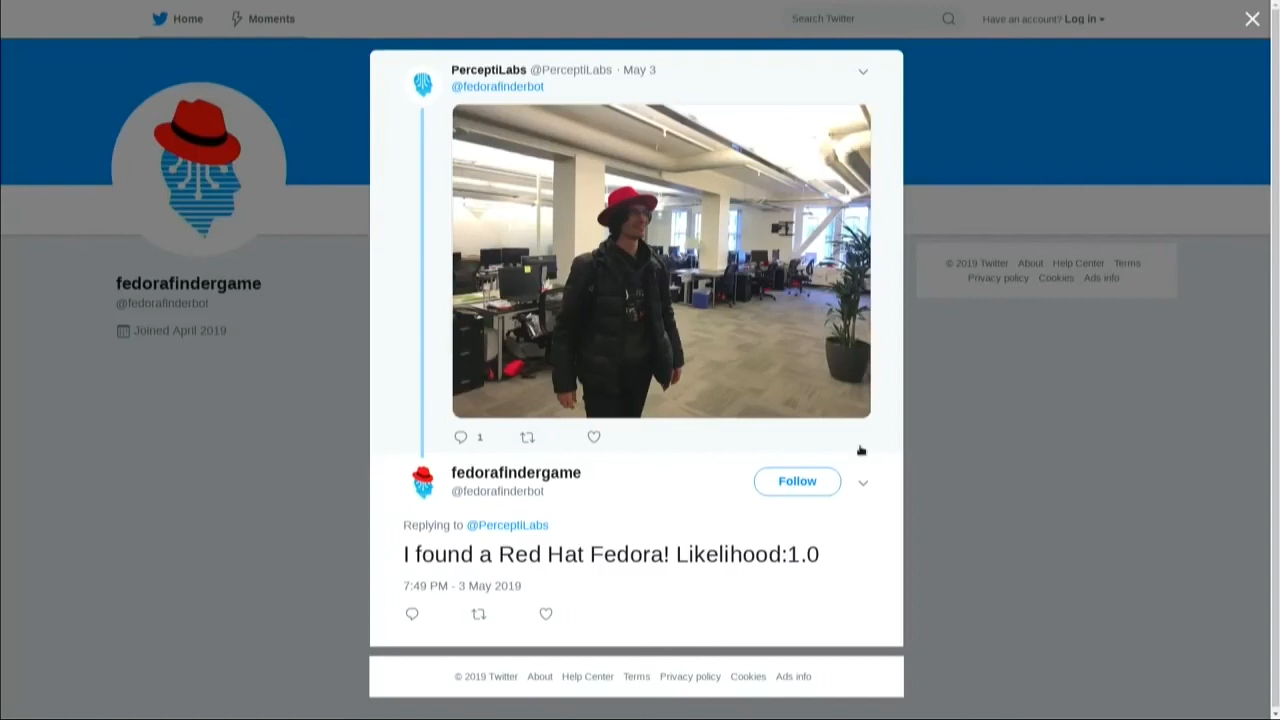 Home
Moments
Search Twitter
Have an account? Log in
PerceptiLabs @PerceptiLabs · May 3
@fedorafinderbot
fedorafindergame
@fedorafinderbot
Joined April 2019
© 2019 Twitter About Help Center Terms
Privacy policy Cookies Ads info
1
fedorafindergame
@fedorafinderbot
Follow
Replying to @PerceptiLabs
I found a Red Hat Fedora! Likelihood:1.0
7:49 PM - 3 May 2019
© 2019 Twitter About Help Center Terms Privacy policy Cookies Ads info